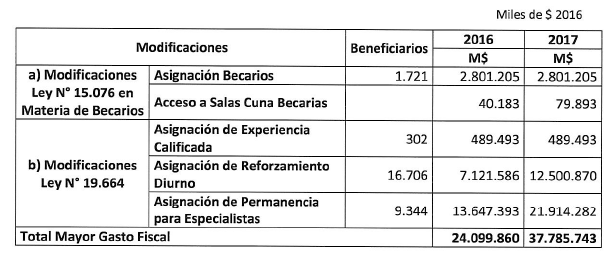 Miles de $ 2016
Modificaciones Beneficiarios 2016 2017
M$ M$
a) Modificaciones Ley N° 15.076 en Materia de Becarios
Asignación Becarios 1.721 2.801.205 2.801.205
Acceso a Salas Cuna Becarias 40.183 79.893
b) Modificaciones Ley N° 19.664
Asignación de Experiencia Calificada 302 489.493 489.493
Asignación de Reforzamiento Diurno 16.706 7.121.586 12.500.870
Asignación de Permanencia para Especialistas 9.344 13.647.393 21.914.282
Total Mayor Gasto Fiscal 24.099.860 37.785.743